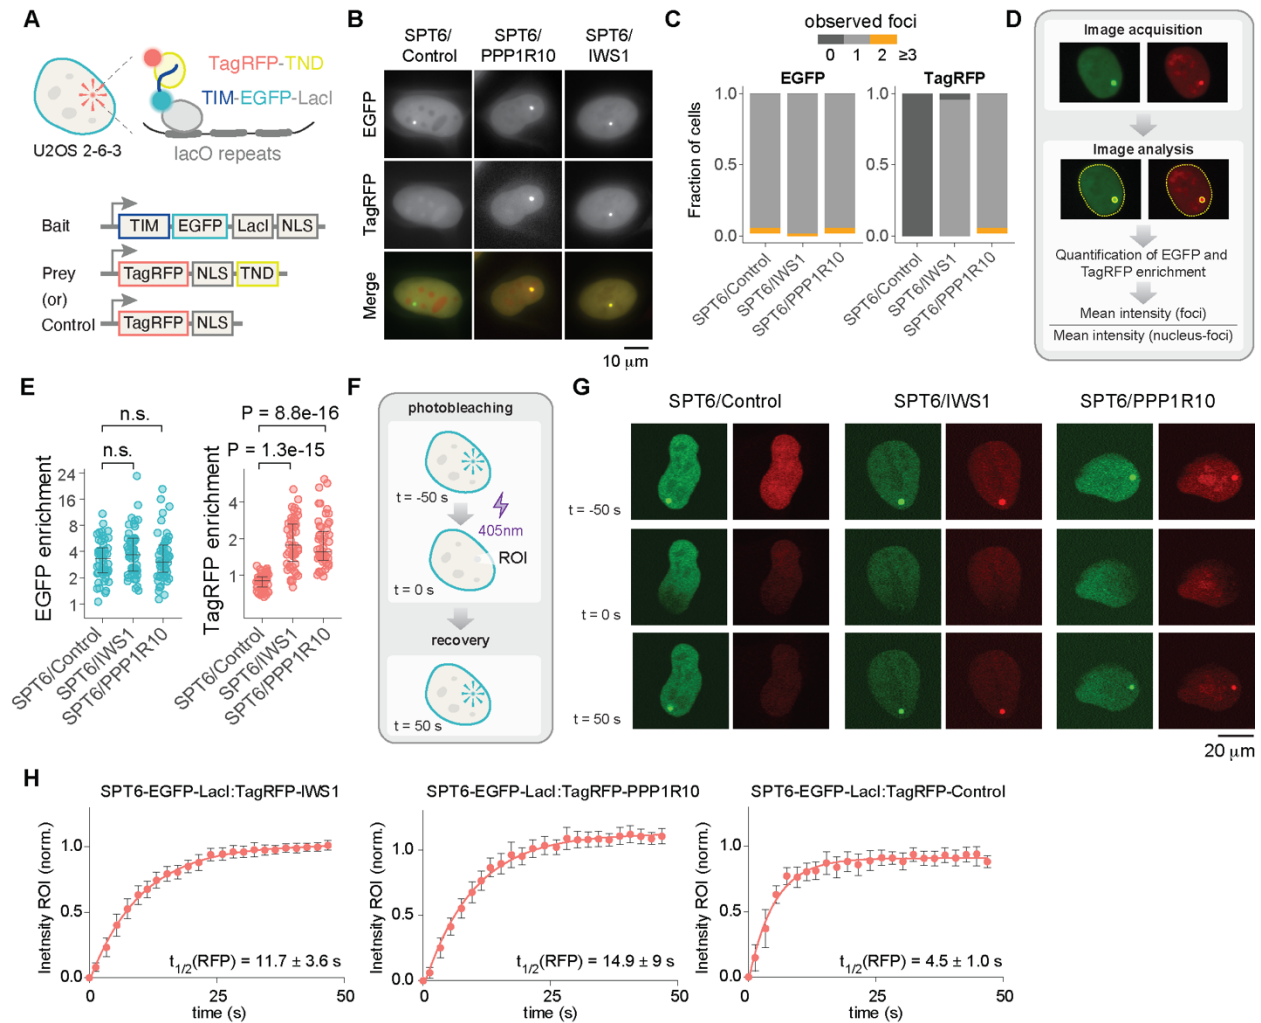 A
TagRFP-TND
TIM-EGFP-LacI
U2OS 2-6-3
lacO repeats
Bait
TIM
EGFP
LacI
NLS
Prey
TagRFP
NLS
TND
(or)
Control
TagRFP
NLS
B
SPT6/
Control
SPT6/
PPP1R10
SPT6/
IWS1
EGFP
TagRFP
Merge
10 µm
C
observed foci
0 1 2 ≥3
EGFP
TagRFP
Fraction of cells
1.0
0.5
0.0
1.0
0.5
0.0
SPT6/Control
SPT6/IWS1
SPT6/PPP1R10
SPT6/Control
SPT6/IWS1
SPT6/PPP1R10
D
Image acquisition
Image analysis
Quantification of EGFP and
TagRFP enrichment
Mean intensity (foci)
Mean intensity (nucleus-foci)
E
n.s.
n.s.
EGFP enrichment
24
16
8
4
2
1
SPT6/Control
SPT6/IWS1
SPT6/PPP1R10
P = 8.8e-16
P = 1.3e-15
TagRFP enrichment
4
2
1
SPT6/Control
SPT6/IWS1
SPT6/PPP1R10
F
photobleaching
t = -50 s
405nm
ROI
t = 0 s
recovery
t = 50 s
G
SPT6/Control
SPT6/IWS1
SPT6/PPP1R10
t = -50 s
t = 0 s
t = 50 s
20 µm
H
SPT6-EGFP-LacI:TagRFP-IWS1
Inetnsity ROI (norm.)
1.0
0.5
0.0
t1/2(RFP) = 11.7 ± 3.6 s
0 25 50
time (s)
SPT6-EGFP-LacI:TagRFP-PPP1R10
Inetnsity ROI (norm.)
1.0
0.5
0.0
t1/2(RFP) = 14.9 ± 9 s
0 25 50
time (s)
SPT6-EGFP-LacI:TagRFP-Control
Inetnsity ROI (norm.)
1.0
0.5
0.0
t1/2(RFP) = 4.5 ± 1.0 s
0 25 50
time (s)